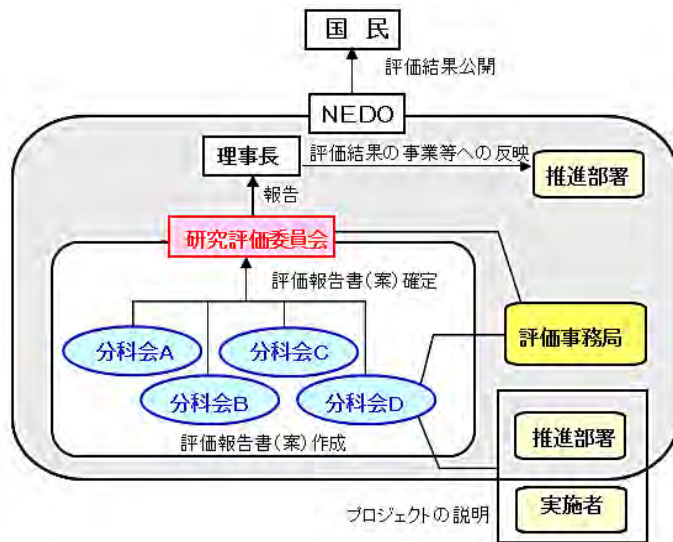 国 民
評価結果公開
NEDO
理事長
評価結果の事業等への反映
推進部署
報告
研究評価委員会
評価報告書(案)確定
分科会A
分科会C
評価事務局
分科会B
分科会D
推進部署
評価報告書(案)作成
実施者
プロジェクトの説明